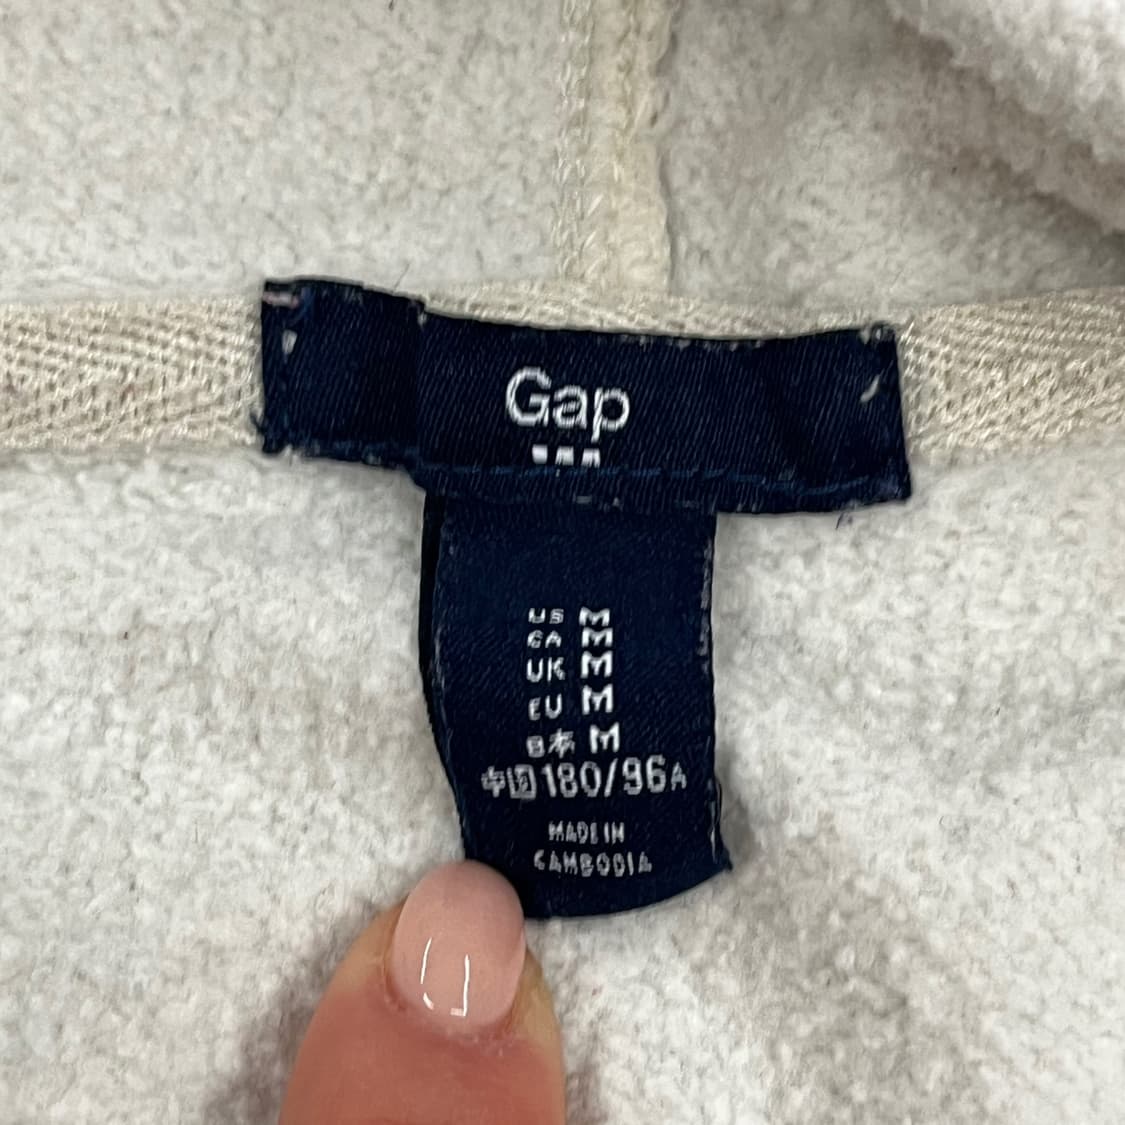 Gap
US M
CA M
UK M
EU M
日本 M
中国 180/96A
MADE IN
CAMBODIA